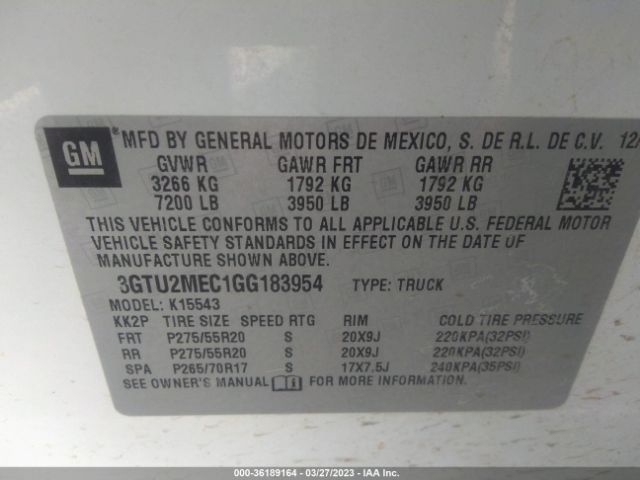 GM
® MFD BY GENERAL MOTORS DE MEXICO, S. DE R.L. DE C.V. 12/
GVWR GAWR FRT GAWR RR
3266 KG 1792 KG 1792 KG
7200 LB 3950 LB 3950 LB
THIS VEHICLE CONFORMS TO ALL APPLICABLE U.S. FEDERAL MOTOR
VEHICLE SAFETY STANDARDS IN EFFECT ON THE DATE OF
MANUFACTURE SHOWN ABOVE.
3GTU2MEC1GG183954 TYPE: TRUCK
MODEL: K15543
KK2P TIRE SIZE SPEED RTG RIM COLD TIRE PRESSURE
FRT P275/55R20 S 20X9J 220KPA(32PSI)
RR P275/55R20 S 20X9J 220KPA(32PSI)
SPA P265/70R17 S 17X7.5J 240KPA(35PSI)
SEE OWNER'S MANUAL FOR MORE INFORMATION.
000-36189164 - 03/27/2023 - IAA Inc.